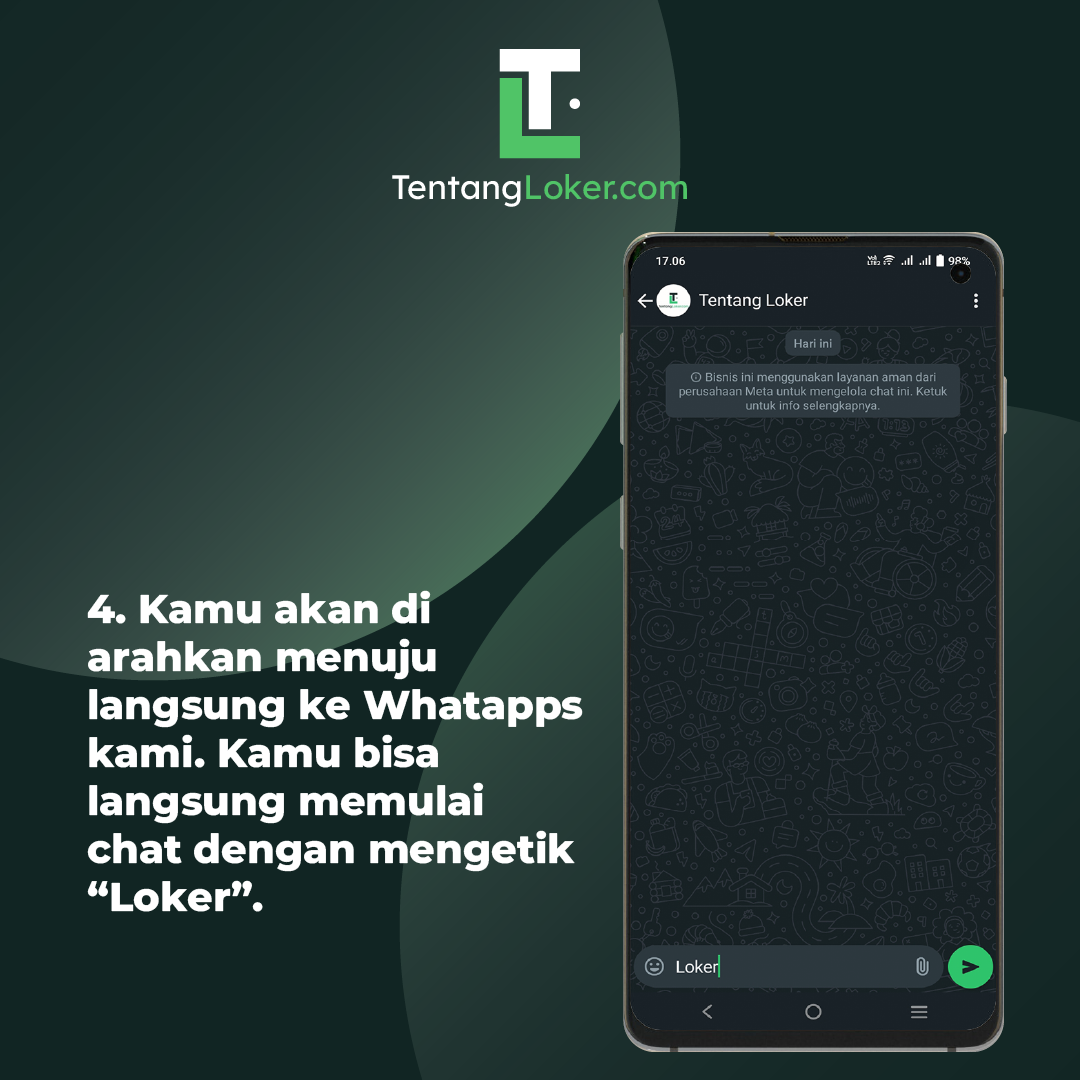 TentangLoker.com
17.06
98%
Tentang Loker
Hari ini
Bisnis ini menggunakan layanan aman dari
perusahaan Meta untuk mengelola chat ini. Ketuk
untuk info selengkapnya.
4. Kamu akan di
arahkan menuju
langsung ke Whatapps
kami. Kamu bisa
langsung memulai
chat dengan mengetik
“Loker”.
Loker